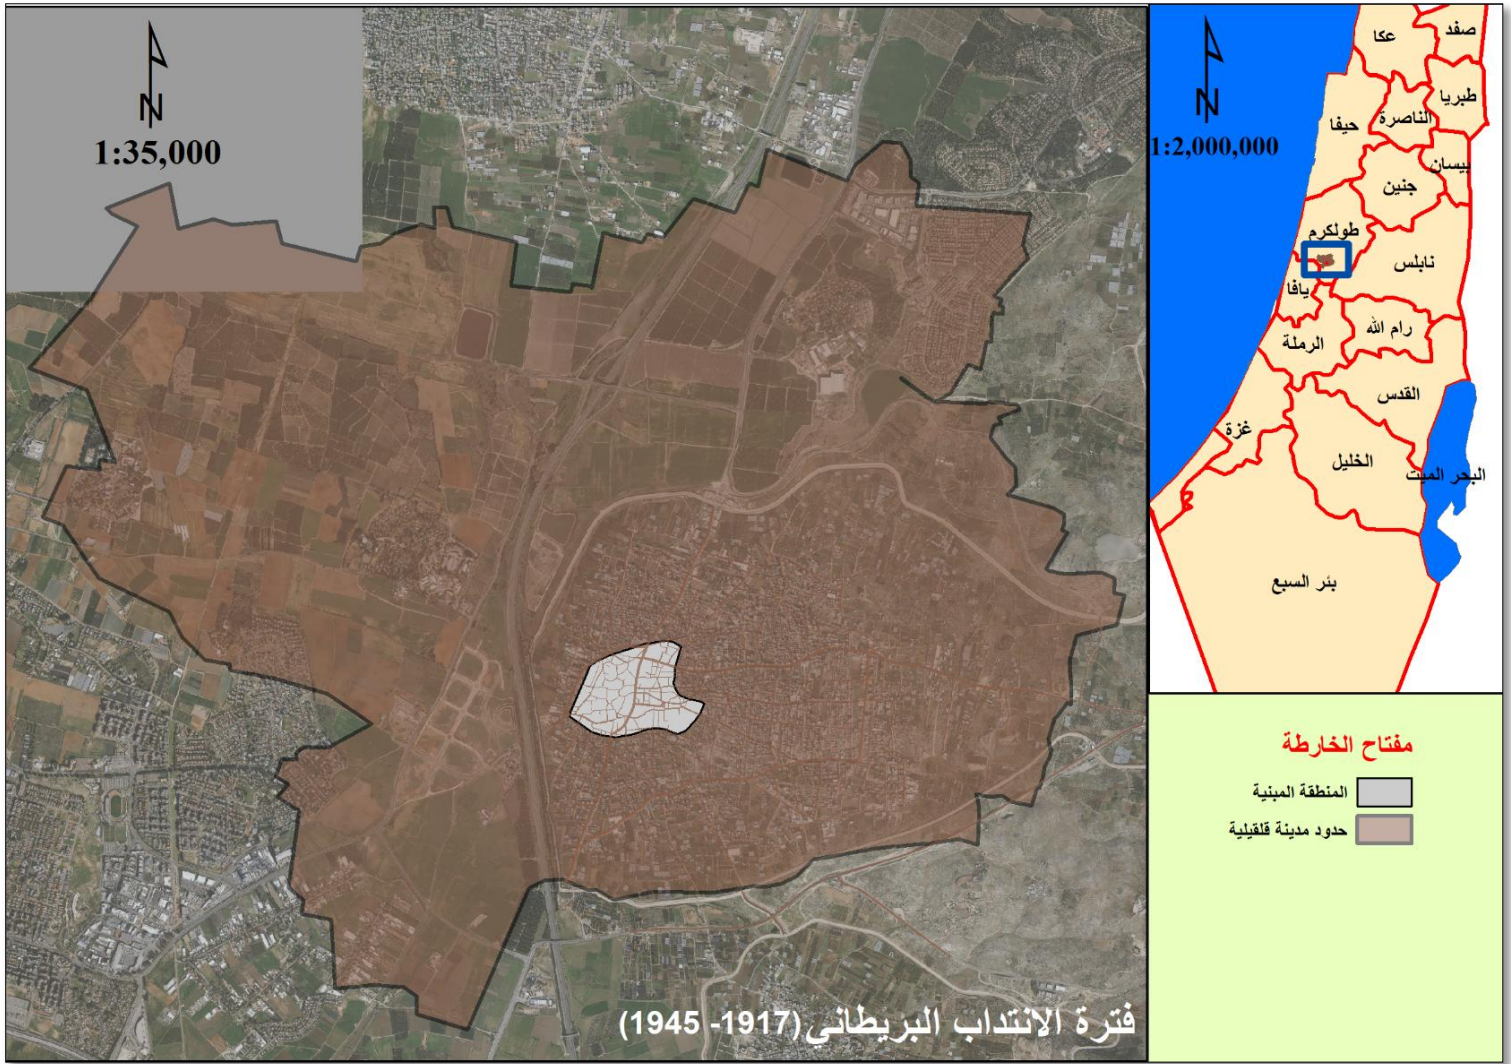 N
1:35,000
فترة الانتداب البريطاني (1917- 1945)
N
1:2,000,000
صفد
عكا
طبريا
الناصرة
حيفا
بيسان
جنين
طولكرم
نابلس
يافا
رام الله
الرملة
القدس
غزة
الخليل
البحر الميت
بئر السبع
مفتاح الخارطة
المنطقة المبنية
حدود مدينة قلقيلية